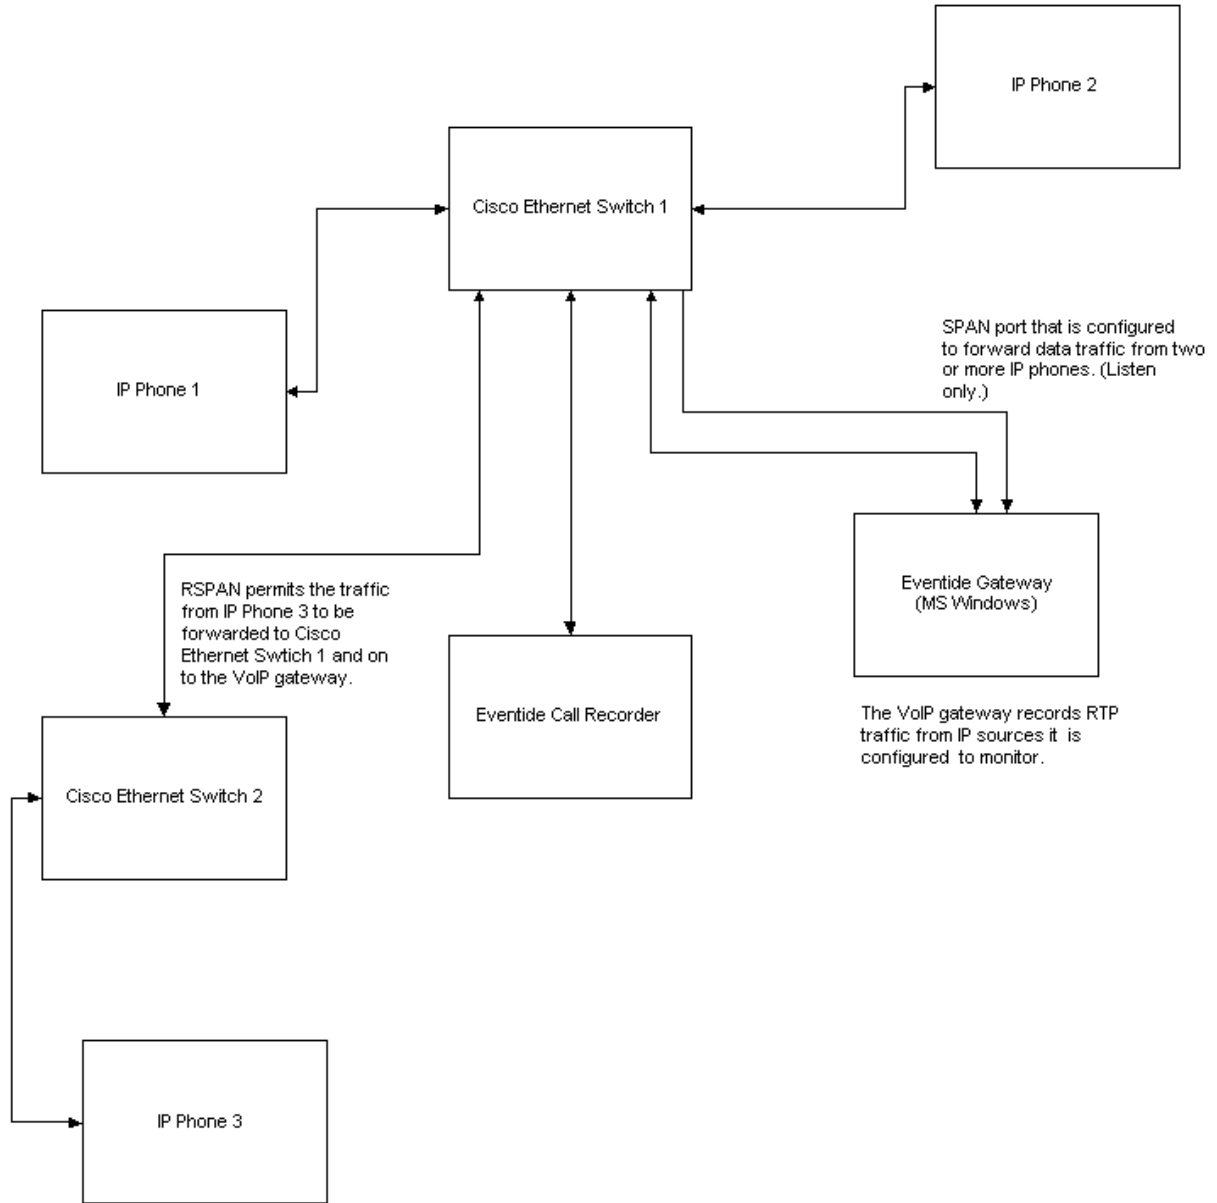 IP Phone 2
Cisco Ethernet Switch 1
SPAN port that is configured
to forward data traffic from two
or more IP phones. (Listen
only.)
IP Phone 1
Eventide Gateway
(MS Windows)
RSPAN permits the traffic
from IP Phone 3 to be
forwarded to Cisco
Ethernet Swtich 1 and on
to the VoIP gateway.
Eventide Call Recorder
The VoIP gateway records RTP
traffic from IP sources it is
configured to monitor.
Cisco Ethernet Switch 2
IP Phone 3